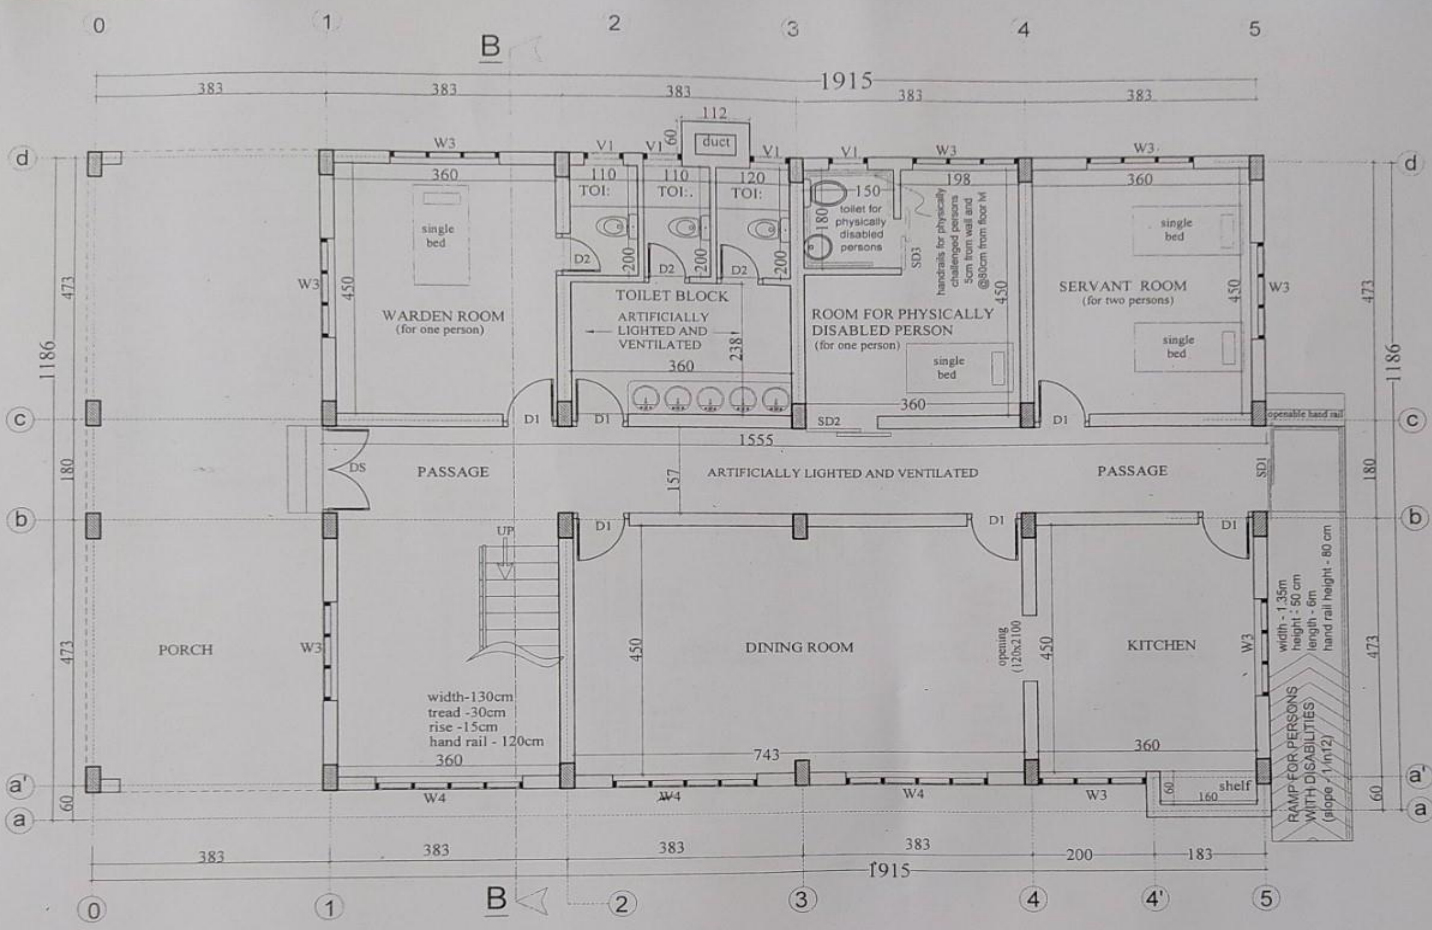 0 1 2 3 4 5
B
1915
383 383 383 383 383
112
60
duct
d
W3 V1 V1 V1 V1 W3 W3
d
360 110 110 120 150 198 360
TOI: TOI:. TOI:
single
bed
180
toilet for
physically
disabled
persons
SD3
handrails for physically
challenged persons
5cm from wall and
@80cm from floor lvl
single
bed
200 200 200
D2 D2 D2
473
W3
450
450
450
W3
473
WARDEN ROOM
(for one person)
TOILET BLOCK
ARTIFICIALLY
LIGHTED AND
VENTILATED
238
360
ROOM FOR PHYSICALLY
DISABLED PERSON
(for one person)
single
bed
360
SERVANT ROOM
(for two persons)
single
bed
1186
1186
c
D1 D1 SD2 D1
openable hand rail
c
1555
DS
PASSAGE
157
ARTIFICIALLY LIGHTED AND VENTILATED
PASSAGE
SD1
180
180
b
UP
D1 D1 D1
b
PORCH
W3
450
DINING ROOM
opening
(120x2100
450
KITCHEN
W3
473
473
width - 1.35m
height - 50 cm
length - 6m
hand rail height - 80 cm
RAMP FOR PERSONS
WITH DISABILITIES
(slope - 1 in12)
width-130cm
tread -30cm
rise -15cm
hand rail - 120cm
360
743
360
a'
W4 W4 W4 W3
60
shelf
160
a'
60
60
a
a
383 383 383 383 200 183
1915
0 1 B 2 3 4 4' 5